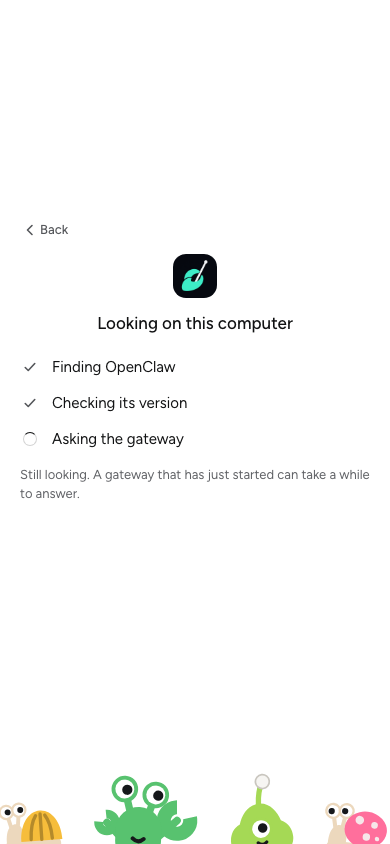 Back
Looking on this computer
Finding OpenClaw
Checking its version
Asking the gateway
Still looking. A gateway that has just started can take a while
to answer.